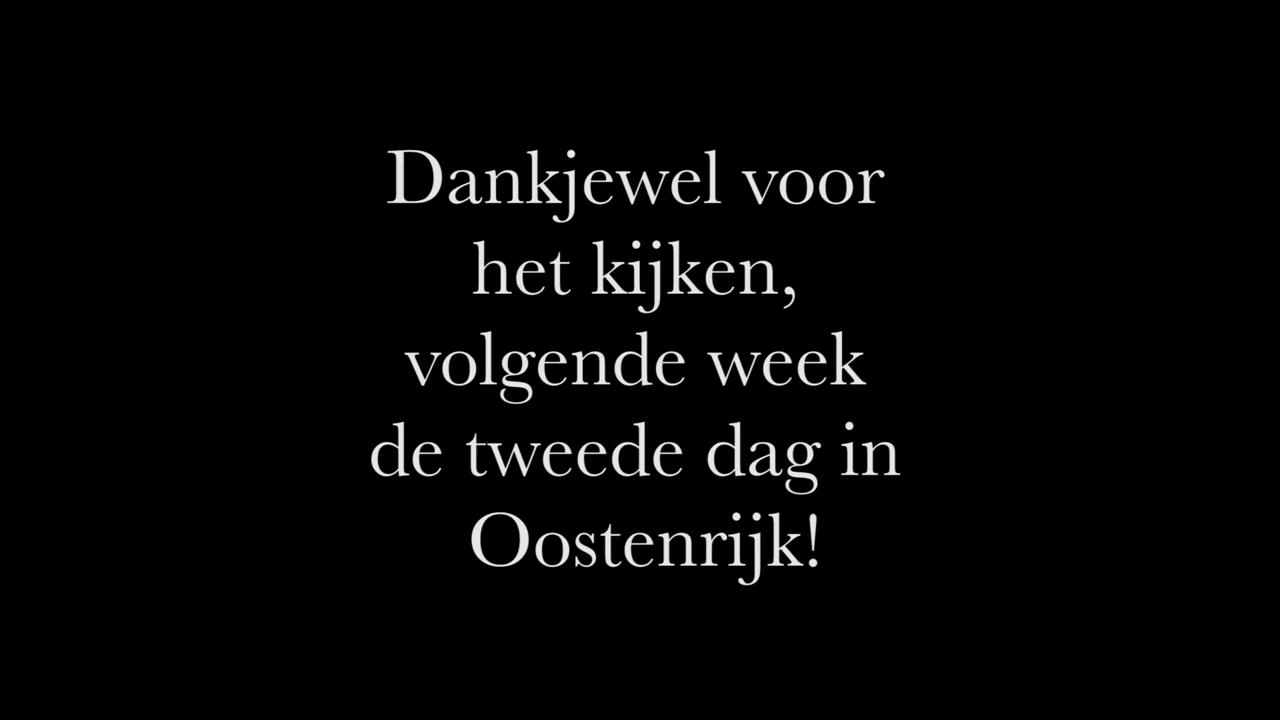 Dankjewel voor
het kijken,
volgende week
de tweede dag in
Oostenrijk!